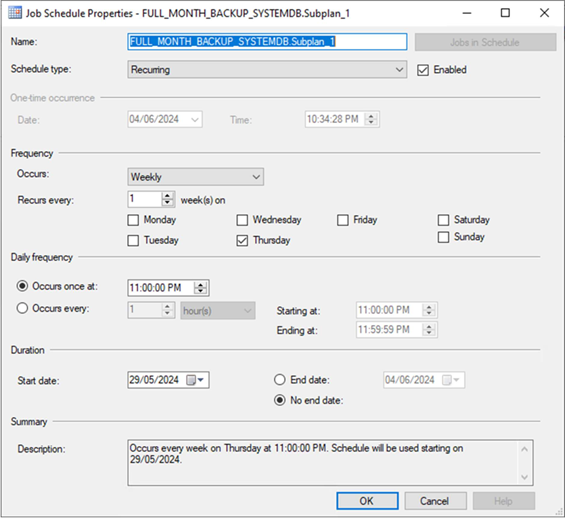 Job Schedule Properties - FULL_MONTH_BACKUP_SYSTEMDB.Subplan_1
Name: FULL_MONTH_BACKUP_SYSTEMDB.Subplan_1 Jobs in Schedule
Schedule type: Recurring Enabled
One-time occurrence
Date: 04/06/2024 Time: 10:34:28 PM
Frequency
Occurs: Weekly
Recurs every: 1 week(s) on
Monday Wednesday Friday Saturday
Tuesday Thursday Sunday
Daily frequency
Occurs once at: 11:00:00 PM
Occurs every: 1 hour(s) Starting at: 11:00:00 PM
Ending at: 11:59:59 PM
Duration
Start date: 29/05/2024 End date: 04/06/2024
No end date:
Summary
Description: Occurs every week on Thursday at 11:00:00 PM. Schedule will be used starting on
29/05/2024.
OK Cancel Help